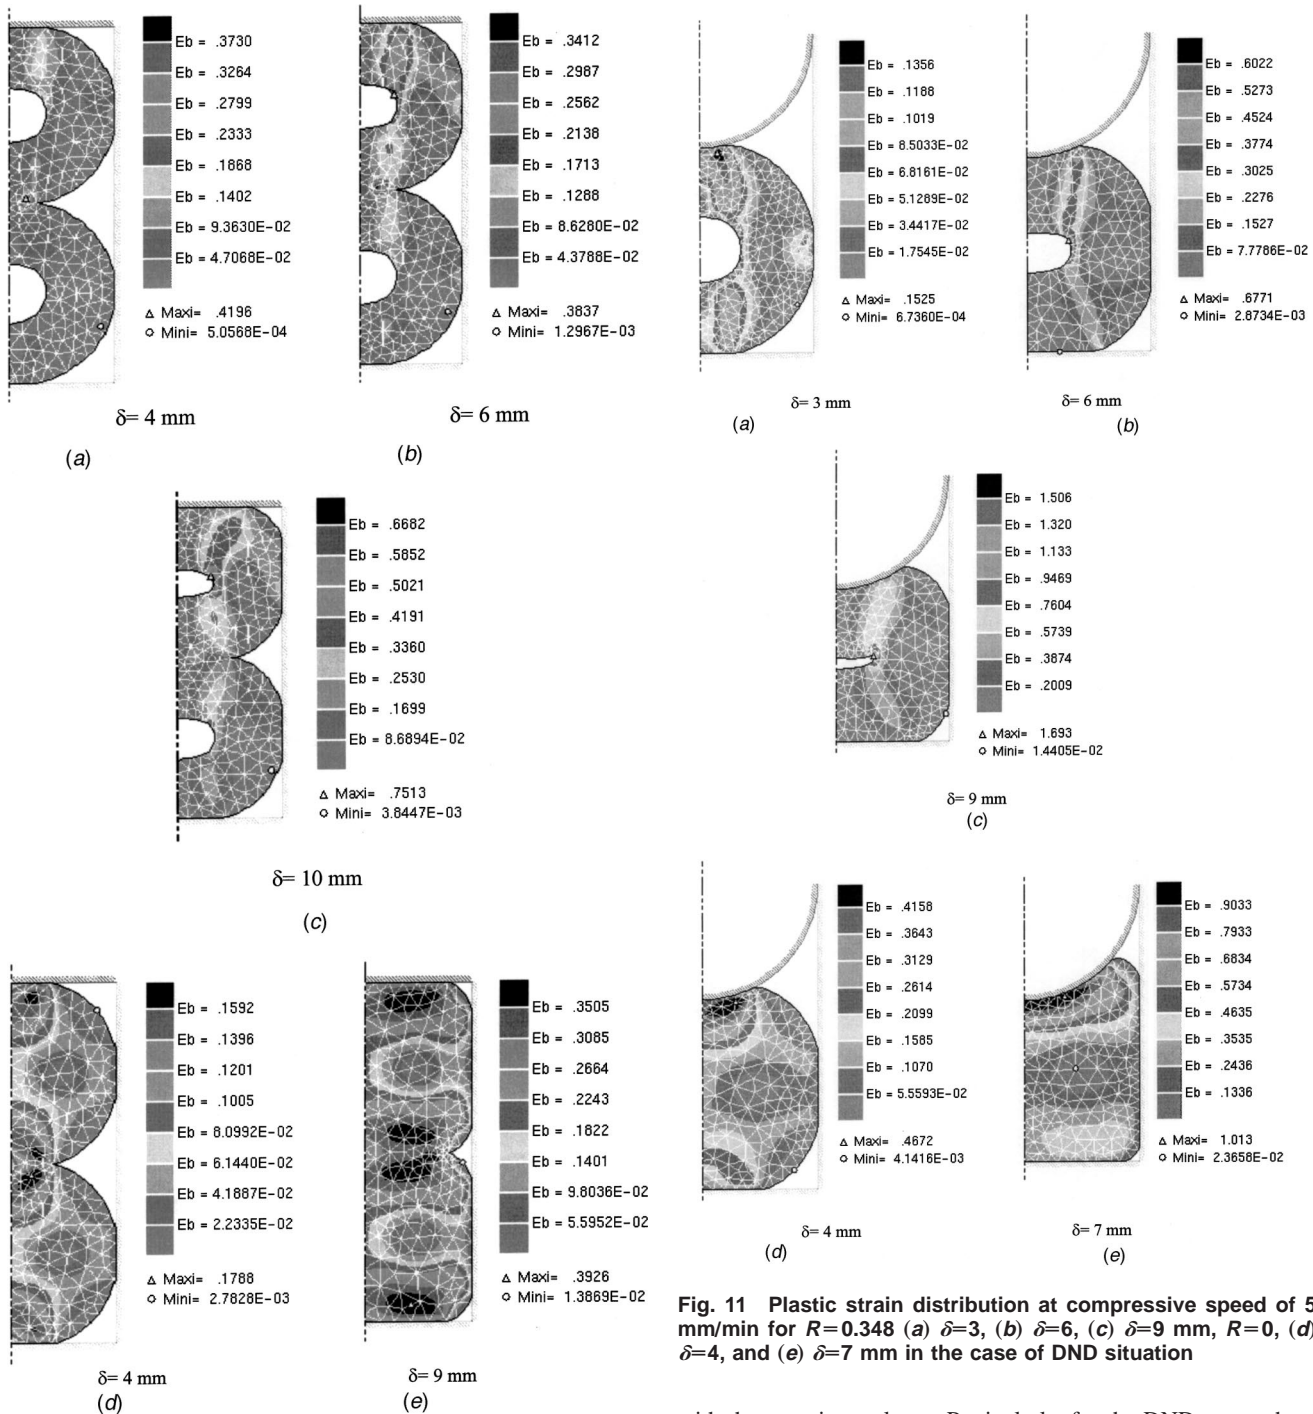 Eb = .3730
Eb = .3264
Eb = .2799
Eb = .2333
Eb = .1868
Eb = .1402
Eb = 9.3630E-02
Eb = 4.7068E-02
△ Maxi= .4196
○ Mini= 5.0568E-04
δ= 4 mm
(a)
Eb = .3412
Eb = .2987
Eb = .2562
Eb = .2138
Eb = .1713
Eb = .1288
Eb = 8.6280E-02
Eb = 4.3788E-02
△ Maxi= .3837
○ Mini= 1.2967E-03
δ= 6 mm
(b)
Eb = .6682
Eb = .5852
Eb = .5021
Eb = .4191
Eb = .3360
Eb = .2530
Eb = .1699
Eb = 8.6894E-02
△ Maxi= .7513
○ Mini= 3.8447E-03
δ= 10 mm
(c)
Eb = .1592
Eb = .1396
Eb = .1201
Eb = .1005
Eb = 8.0992E-02
Eb = 6.1440E-02
Eb = 4.1887E-02
Eb = 2.2335E-02
△ Maxi= .1788
○ Mini= 2.7828E-03
δ= 4 mm
(d)
Eb = .3505
Eb = .3085
Eb = .2664
Eb = .2243
Eb = .1822
Eb = .1401
Eb = 9.8036E-02
Eb = 5.5952E-02
△ Maxi= .3926
○ Mini= 1.3869E-02
δ= 9 mm
(e)
Eb = .1356
Eb = .1188
Eb = .1019
Eb = 8.5033E-02
Eb = 6.8161E-02
Eb = 5.1289E-02
Eb = 3.4417E-02
Eb = 1.7545E-02
△ Maxi= .1525
○ Mini= 6.7360E-04
δ= 3 mm
(a)
Eb = .6022
Eb = .5273
Eb = .4524
Eb = .3774
Eb = .3025
Eb = .2276
Eb = .1527
Eb = 7.7786E-02
△ Maxi= .6771
○ Mini= 2.8734E-03
δ= 6 mm
(b)
Eb = 1.506
Eb = 1.320
Eb = 1.133
Eb = .9469
Eb = .7604
Eb = .5739
Eb = .3874
Eb = .2009
△ Maxi= 1.693
○ Mini= 1.4405E-02
δ= 9 mm
(c)
Eb = .4158
Eb = .3643
Eb = .3129
Eb = .2614
Eb = .2099
Eb = .1585
Eb = .1070
Eb = 5.5593E-02
△ Maxi= .4672
○ Mini= 4.1416E-03
δ= 4 mm
(d)
Eb = .9033
Eb = .7933
Eb = .6834
Eb = .5734
Eb = .4635
Eb = .3535
Eb = .2436
Eb = .1336
△ Maxi= 1.013
○ Mini= 2.3658E-02
δ= 7 mm
(e)
Fig. 11 Plastic strain distribution at compressive speed of 5
mm/min for R=0.348 (a) δ=3, (b) δ=6, (c) δ=9 mm, R=0, (d)
δ=4, and (e) δ=7 mm in the case of DND situation